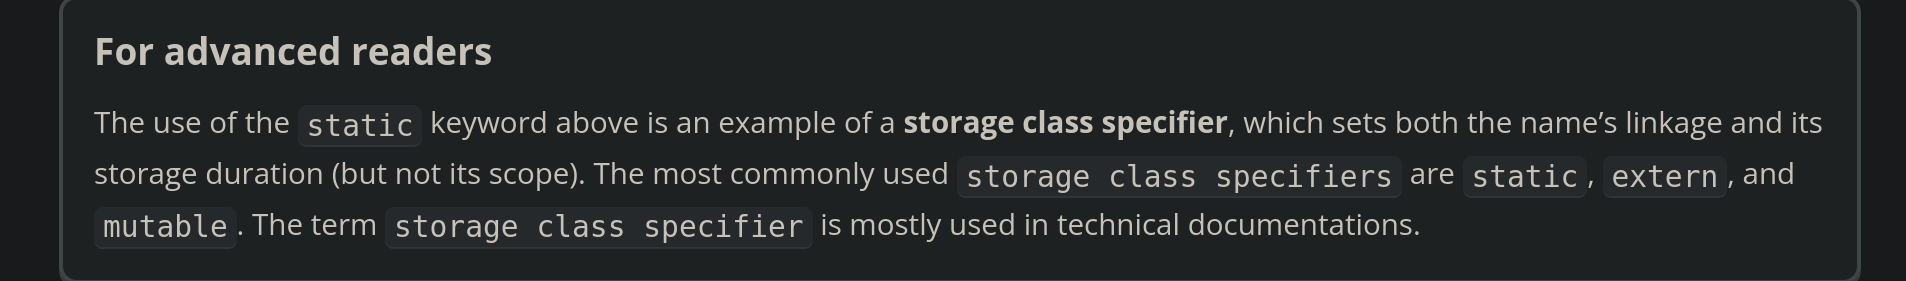 For advanced readers
The use of the static keyword above is an example of a storage class specifier, which sets both the name’s linkage and its
storage duration (but not its scope). The most commonly used storage class specifiers are static, extern, and
mutable. The term storage class specifier is mostly used in technical documentations.